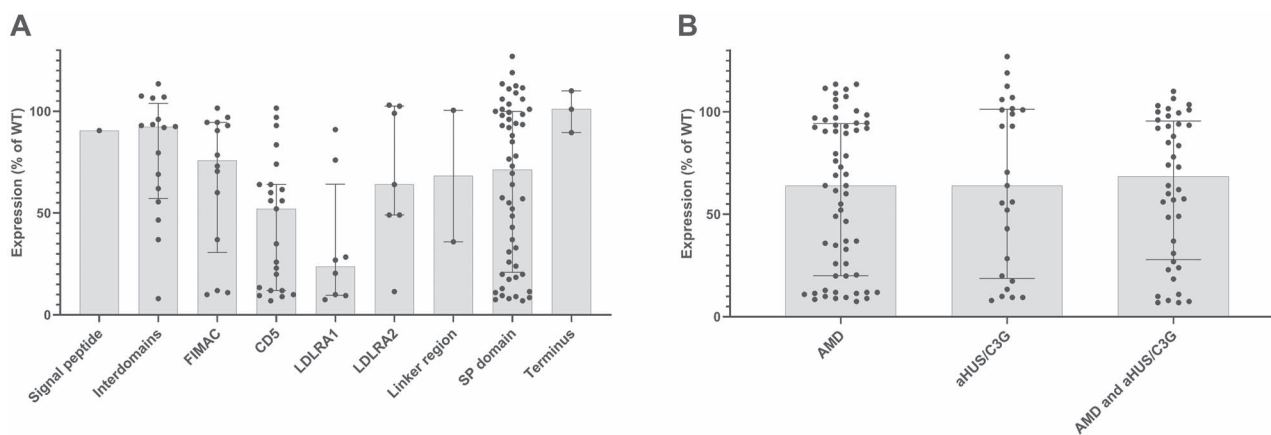 A
Expression (% of WT)
100
50
0
Signal peptide
Interdomains
FIMAC
CD5
LDLRA1
LDLRA2
Linker region
SP domain
Terminus
B
Expression (% of WT)
100
50
0
AMD
aHUS/C3G
AMD and aHUS/C3G